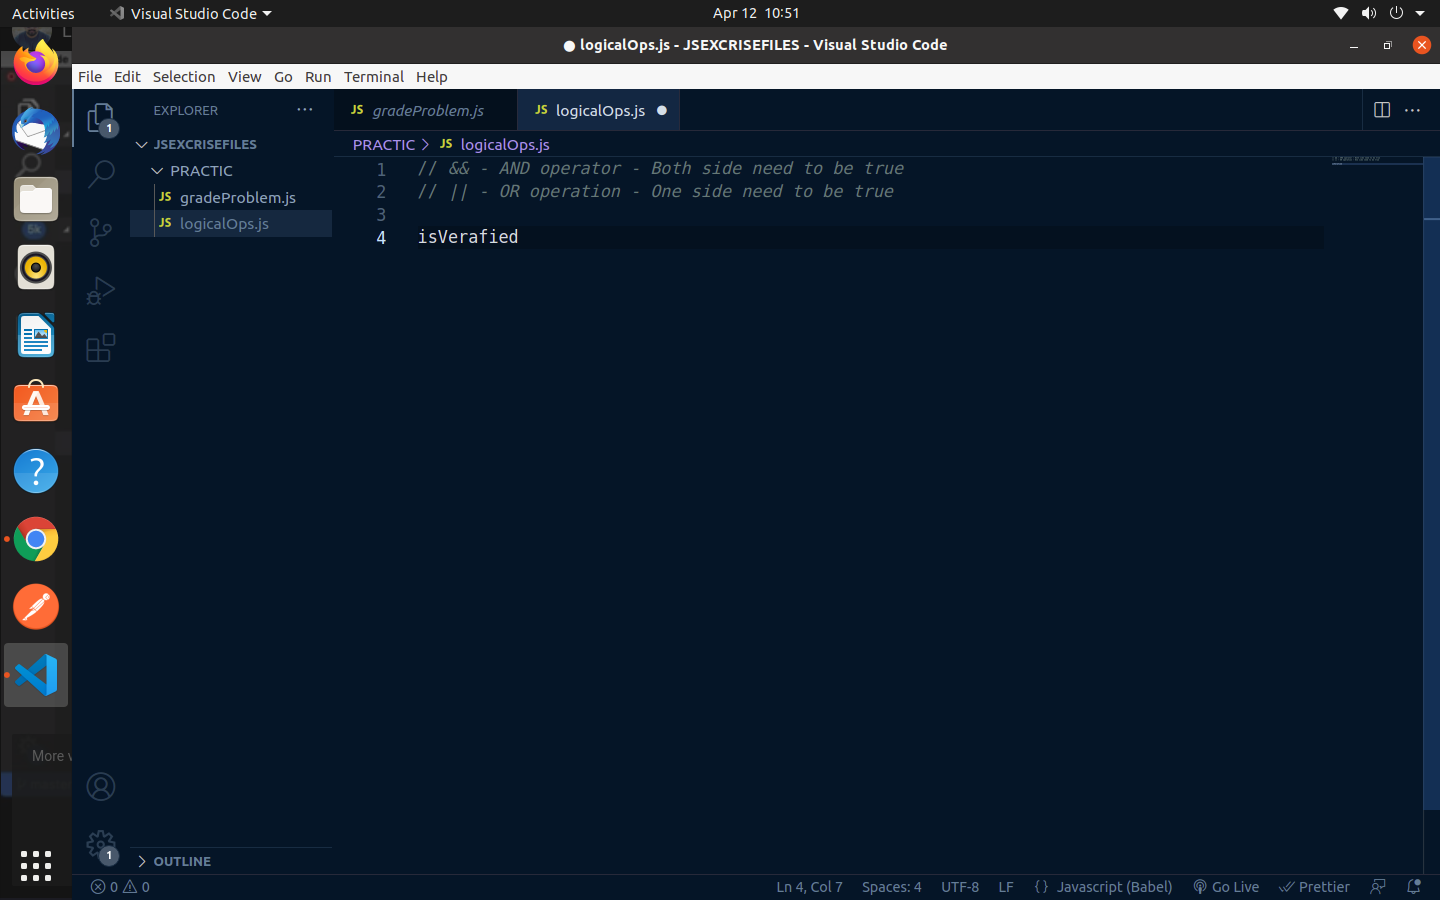 Activities
Visual Studio Code
Apr 12 10:51
logicalOps.js - JSEXCRISEFILES - Visual Studio Code
File Edit Selection View Go Run Terminal Help
EXPLORER
JSEXCRISEFILES
PRACTIC
JS gradeProblem.js
JS logicalOps.js
JS gradeProblem.js
JS logicalOps.js
PRACTIC > JS logicalOps.js
1 // && - AND operator - Both side need to be true
2 // || - OR operation - One side need to be true
3
4 isVerafied
1
1
More v
OUTLINE
0 0
Ln 4, Col 7 Spaces: 4 UTF-8 LF {} Javascript (Babel) Go Live Prettier